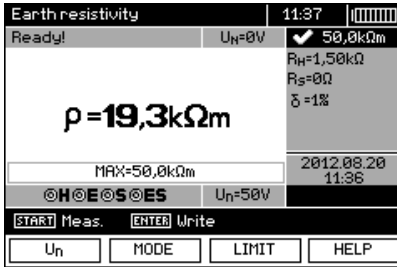 Earth resistivity 11:37
Ready! UN=0V 50,0kΩm
RH=1,50kΩ
RS=0Ω
δ=1%
ρ=19,3kΩm
MAX=50,0kΩm
2012.08.20
11:36
H E S ES Un=50V
START Meas. ENTER Write
Un MODE LIMIT HELP